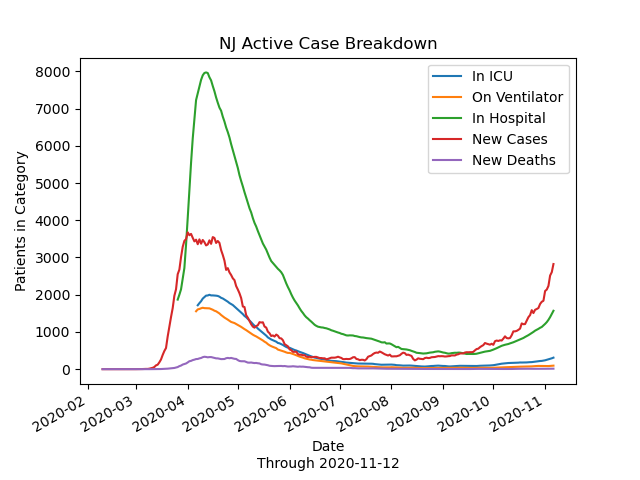 NJ Active Case Breakdown
In ICU
On Ventilator
In Hospital
New Cases
New Deaths
Patients in Category
8000
7000
6000
5000
4000
3000
2000
1000
0
2020-02
2020-03
2020-04
2020-05
2020-06
2020-07
2020-08
2020-09
2020-10
2020-11
Date
Through 2020-11-12